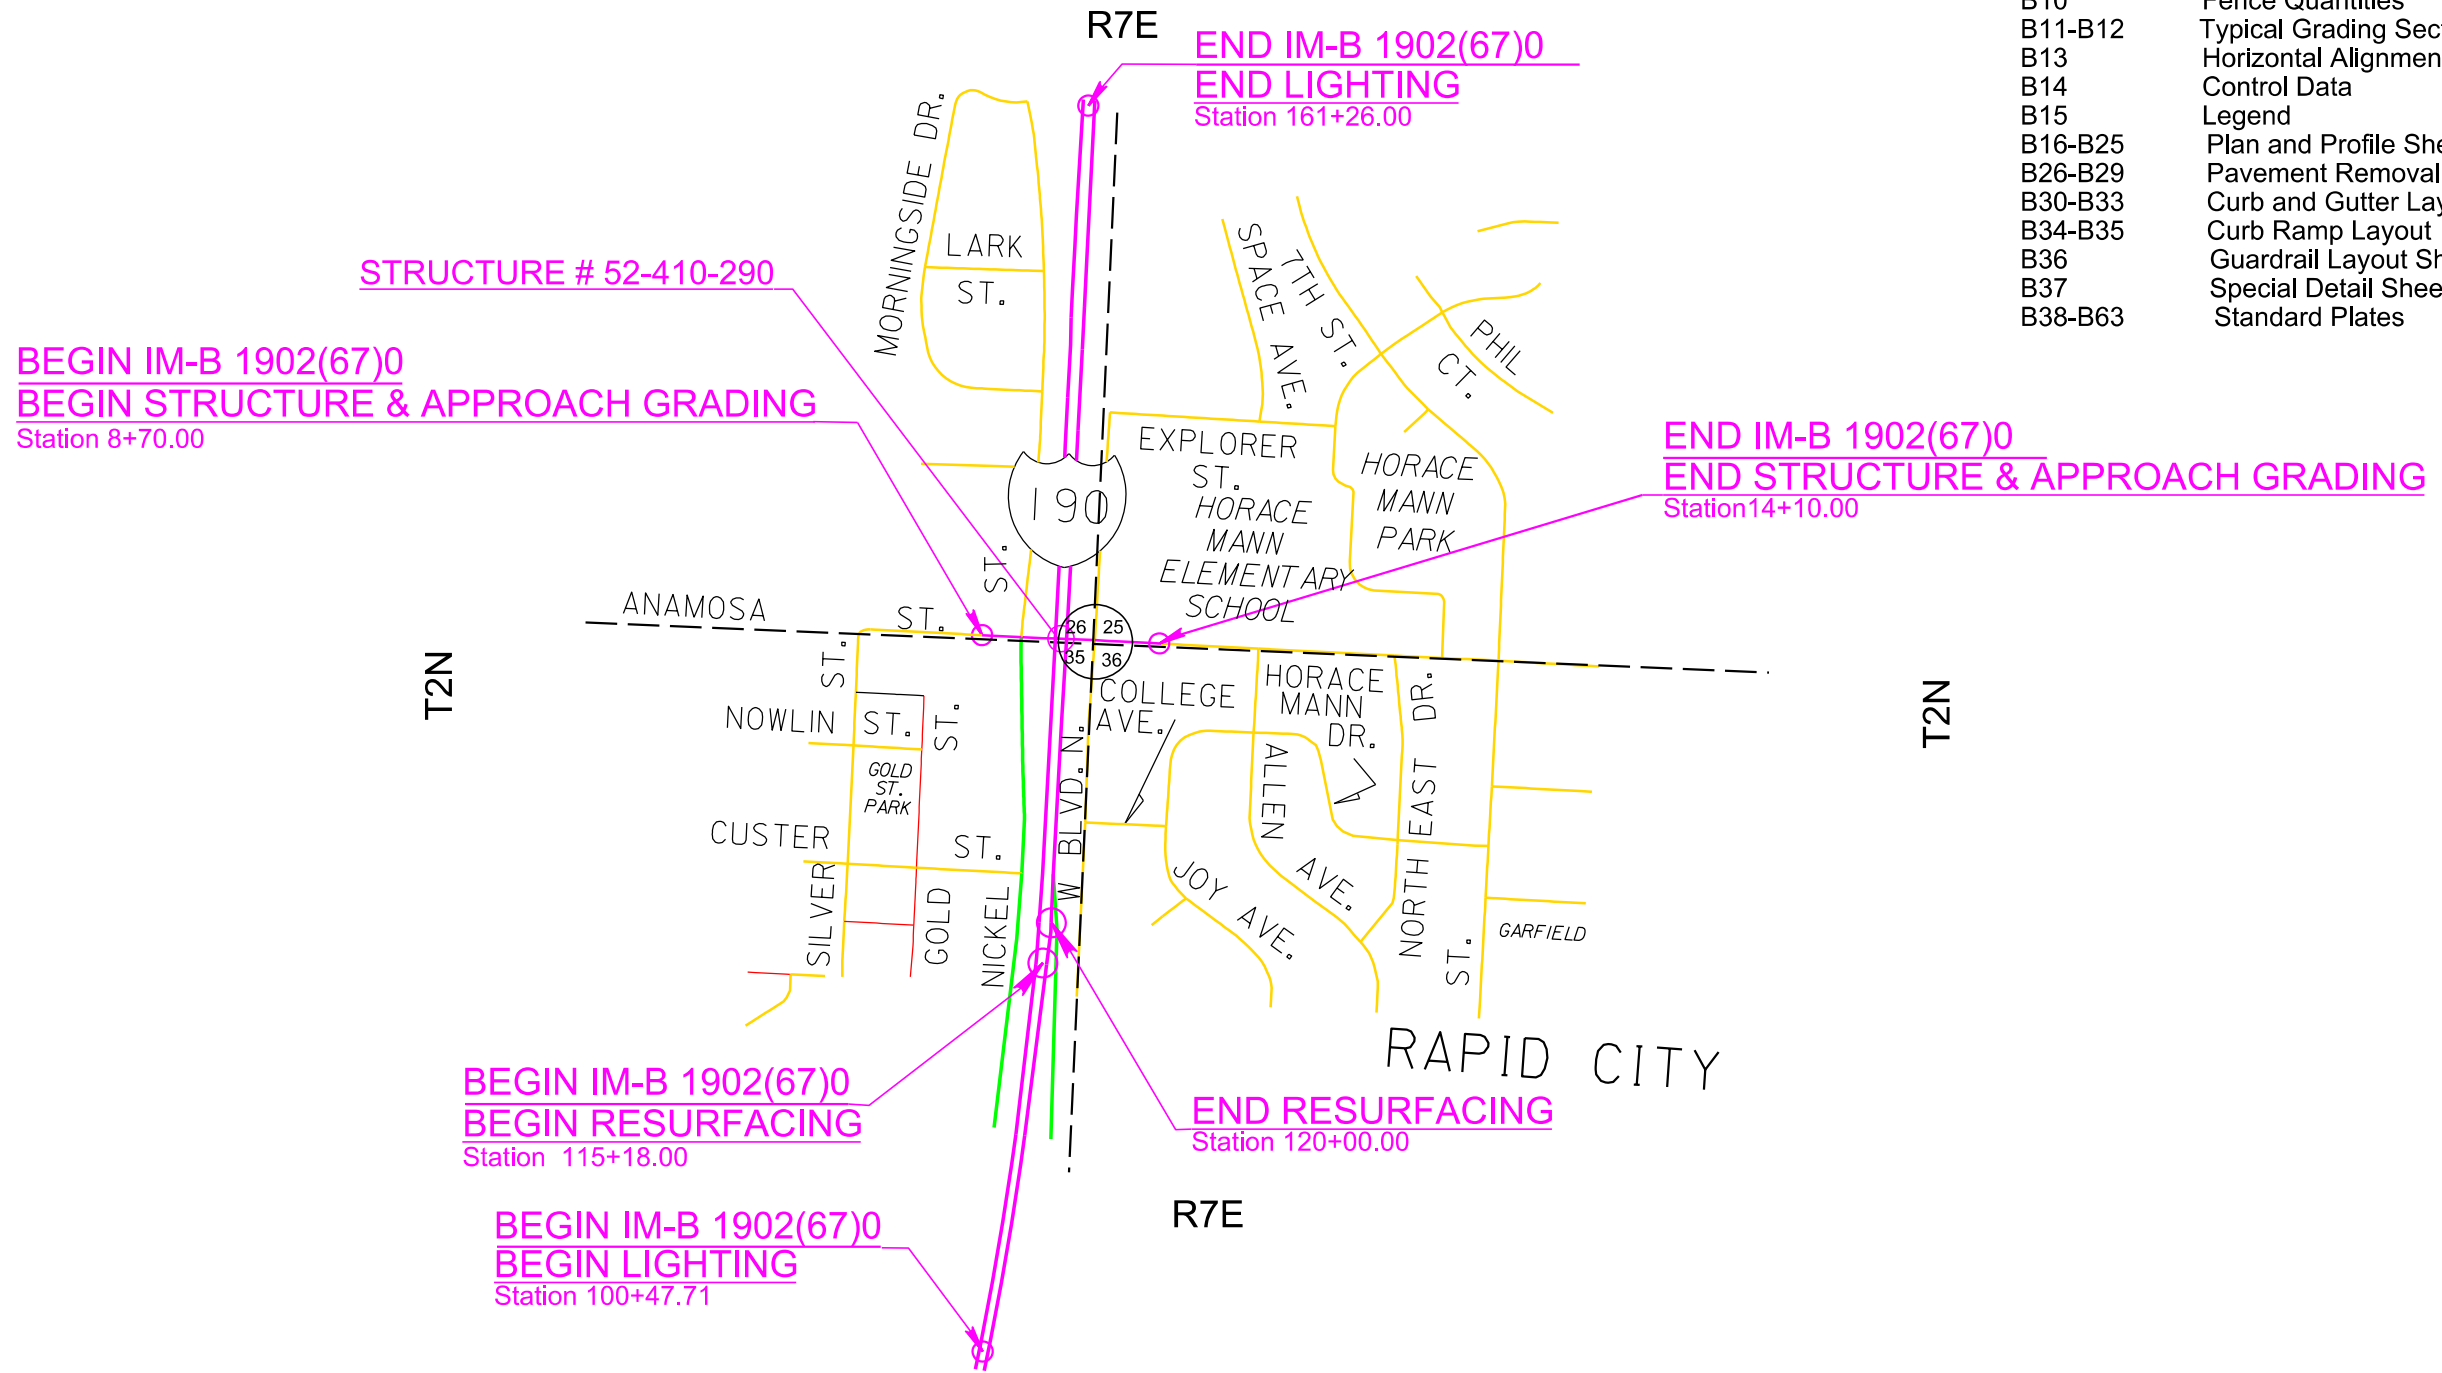 R7E
END IM-B 1902(67)0
END LIGHTING
Station 161+26.00
B10 Fence Quantities
B11-B12 Typical Grading Sec
B13 Horizontal Alignmen
B14 Control Data
B15 Legend
B16-B25 Plan and Profile She
B26-B29 Pavement Removal
B30-B33 Curb and Gutter Lay
B34-B35 Curb Ramp Layout
B36 Guardrail Layout Sh
B37 Special Detail Shee
B38-B63 Standard Plates
MORNINGSIDE DR.
LARK
ST.
STRUCTURE # 52-410-290
SPACE AVE.
7TH ST.
PHIL
CT.
BEGIN IM-B 1902(67)0
BEGIN STRUCTURE & APPROACH GRADING
Station 8+70.00
END IM-B 1902(67)0
END STRUCTURE & APPROACH GRADING
Station14+10.00
EXPLORER
ST.
HORACE
MANN
PARK
190
HORACE
MANN
ELEMENTARY
SCHOOL
ST.
ANAMOSA ST.
26 25
35 36
T2N
T2N
ST.
NOWLIN ST.
ST.
COLLEGE
AVE.
HORACE
MANN
DR.
GOLD
ST.
PARK
CUSTER ST.
SILVER
GOLD
NICKEL
W BLVD. N.
ALLEN AVE.
JOY AVE.
NORTH EAST DR.
ST.
GARFIELD
RAPID CITY
BEGIN IM-B 1902(67)0
BEGIN RESURFACING
Station 115+18.00
END RESURFACING
Station 120+00.00
R7E
BEGIN IM-B 1902(67)0
BEGIN LIGHTING
Station 100+47.71